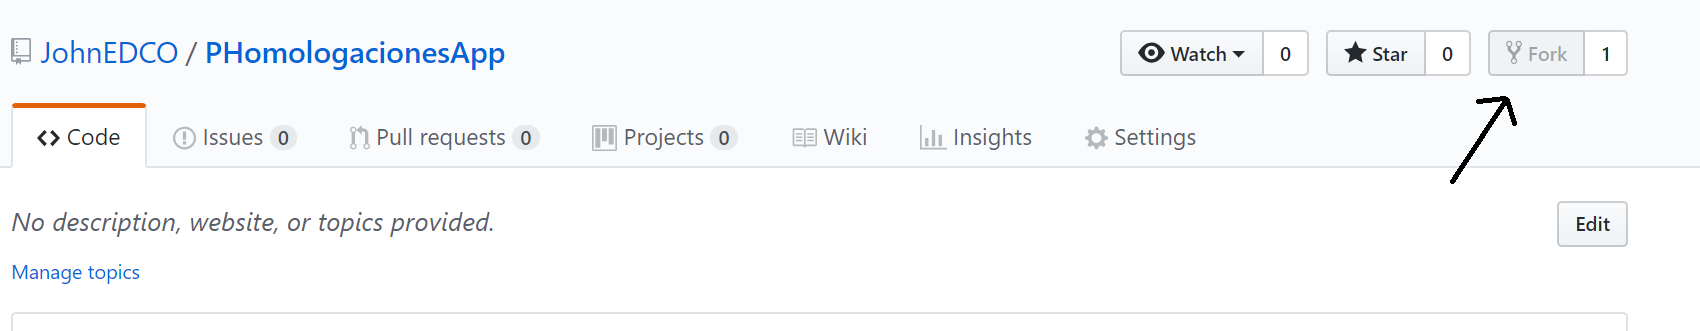 JohnEDCO / PHomologacionesApp
Watch 0 Star 0 Fork 1
Code Issues 0 Pull requests 0 Projects 0 Wiki Insights Settings
No description, website, or topics provided. Edit
Manage topics